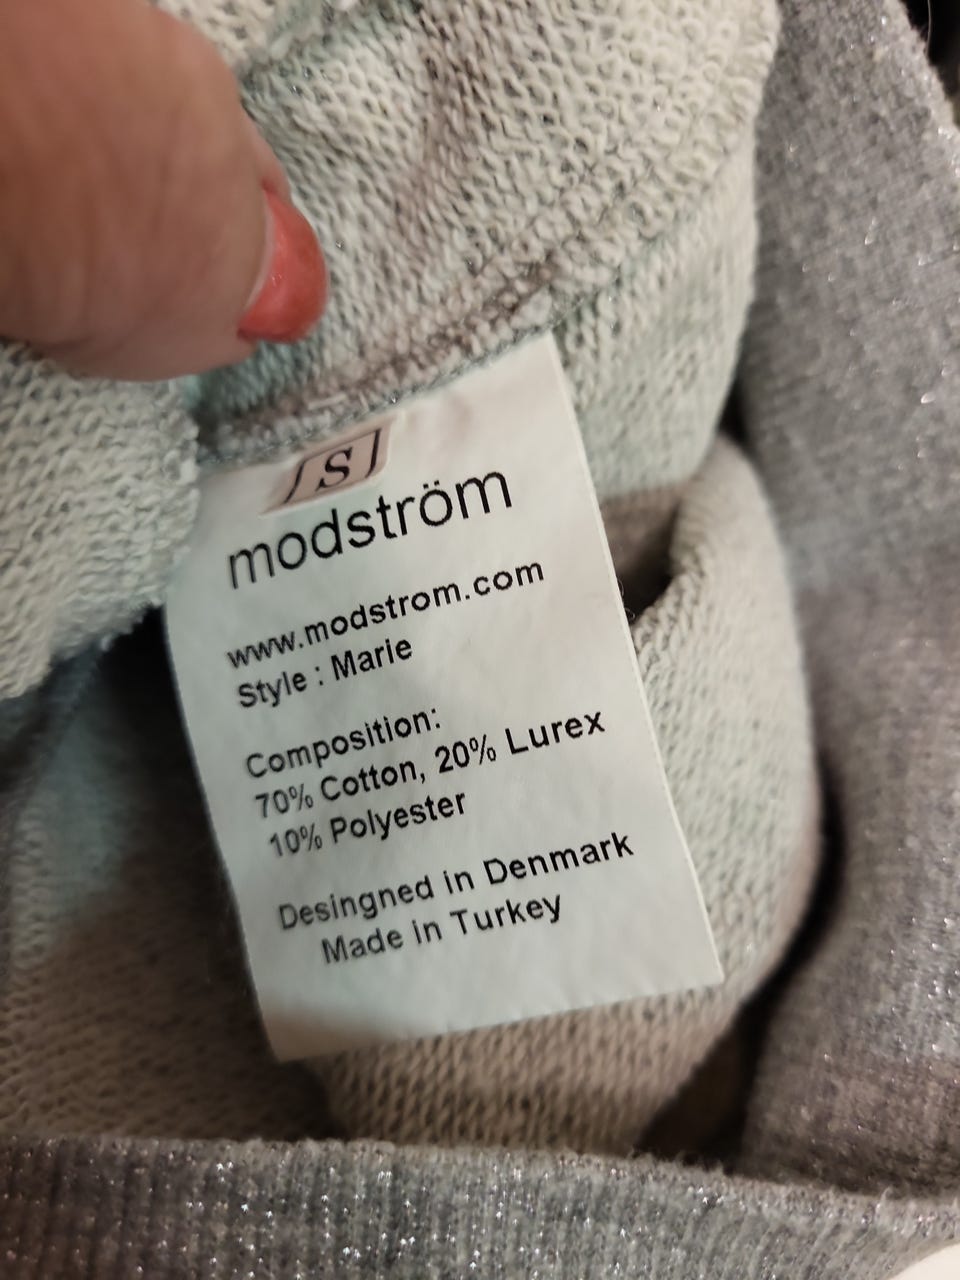 S
modström
www.modstrom.com
Style : Marie
Composition:
70% Cotton, 20% Lurex
10% Polyester
Desingned in Denmark
Made in Turkey